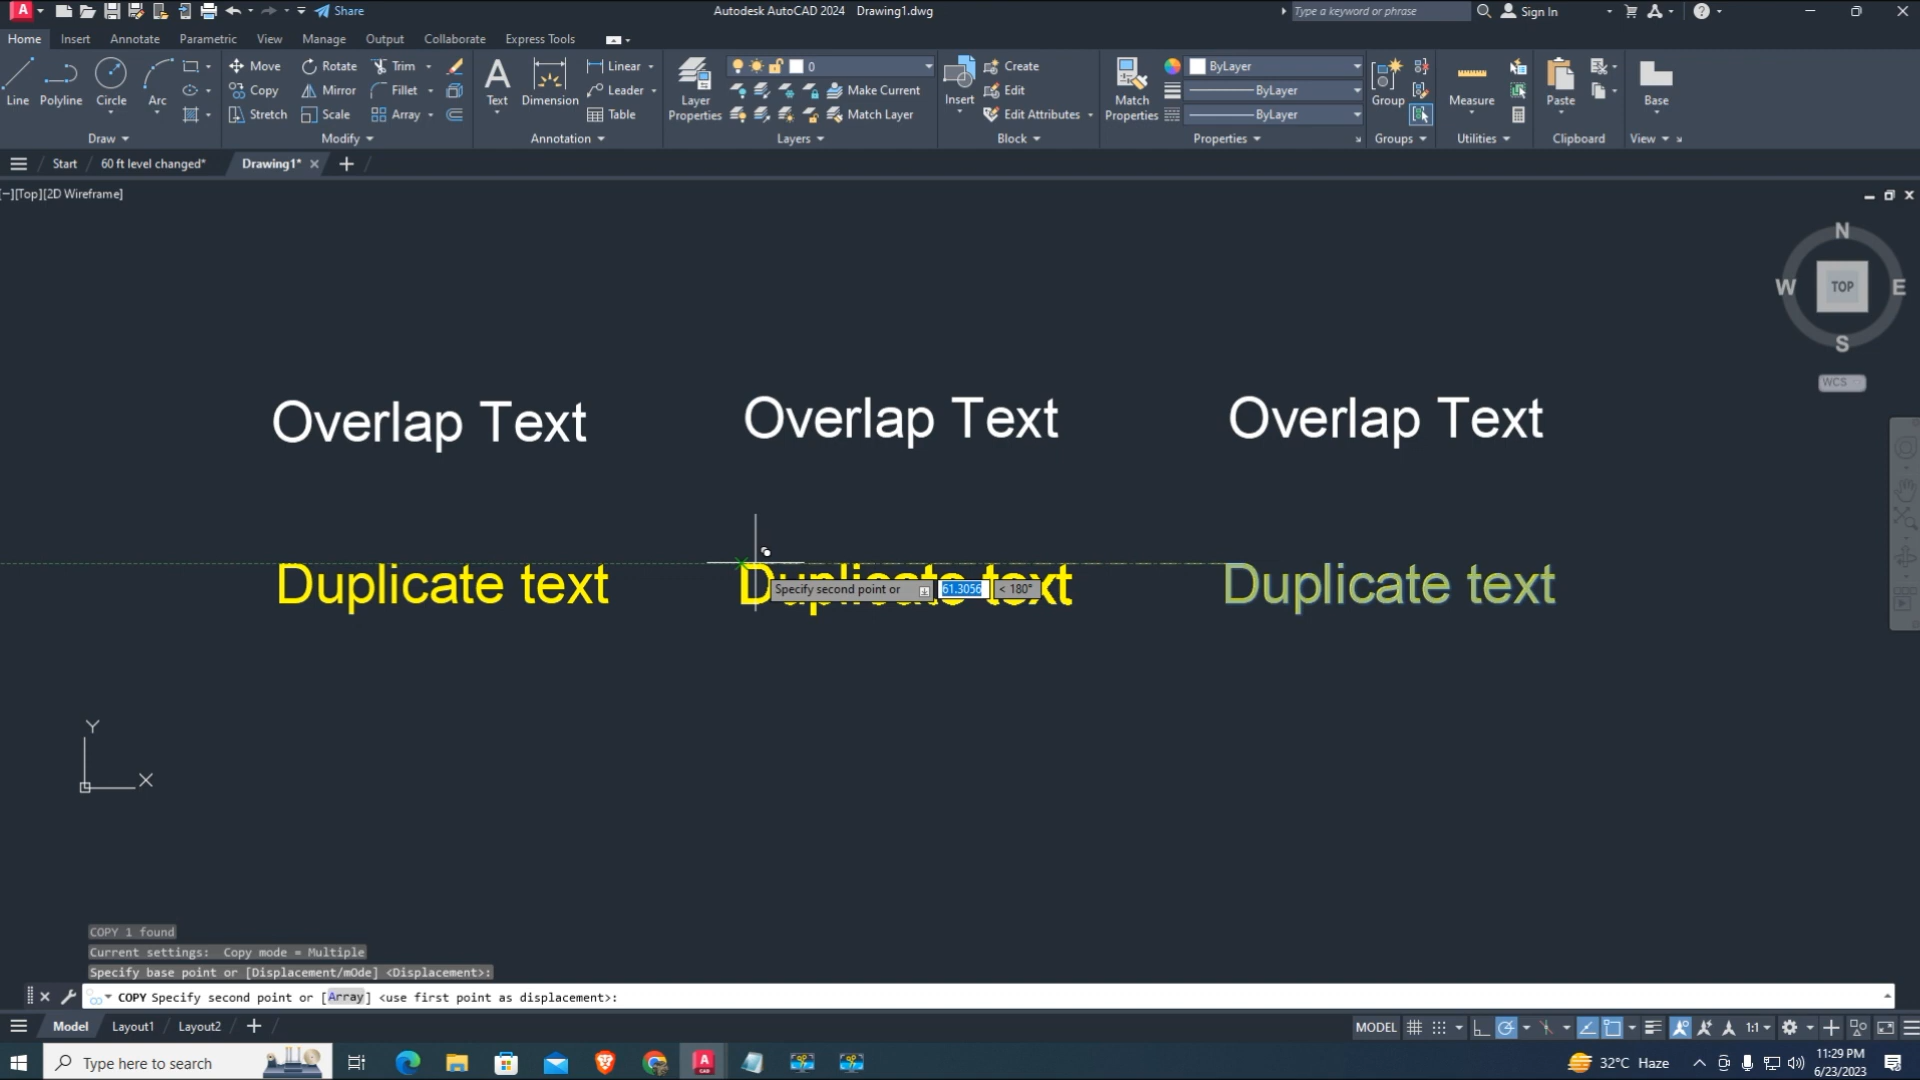 A Share Autodesk AutoCAD 2024 Drawing1.dwg Type a keyword or phrase Sign In
Home Insert Annotate Parametric View Manage Output Collaborate Express Tools
Move Rotate Trim Linear 0 Create ByLayer
Copy Mirror Fillet Leader Make Current Edit ByLayer
Line Polyline Circle Arc Text Dimension Layer Properties Insert Match Properties Group Measure Paste Base
Stretch Scale Array Table Match Layer Edit Attributes ByLayer
Draw Modify Annotation Layers Block Properties Groups Utilities Clipboard View
Start 60 ft level changed* Drawing1*
[−][Top][2D Wireframe]
N
W TOP E
S
WCS
Overlap Text Overlap Text Overlap Text
Duplicate text Duplicate text Duplicate text
Specify second point or 61.3056 < 180°
Y
X
COPY 1 found
Current settings: Copy mode = Multiple
Specify base point or [Displacement/mOde] <Displacement>:
COPY Specify second point or [Array] <use first point as displacement>:
Model Layout1 Layout2 MODEL 1:1
Type here to search 32°C Haze 11:29 PM
6/23/2023